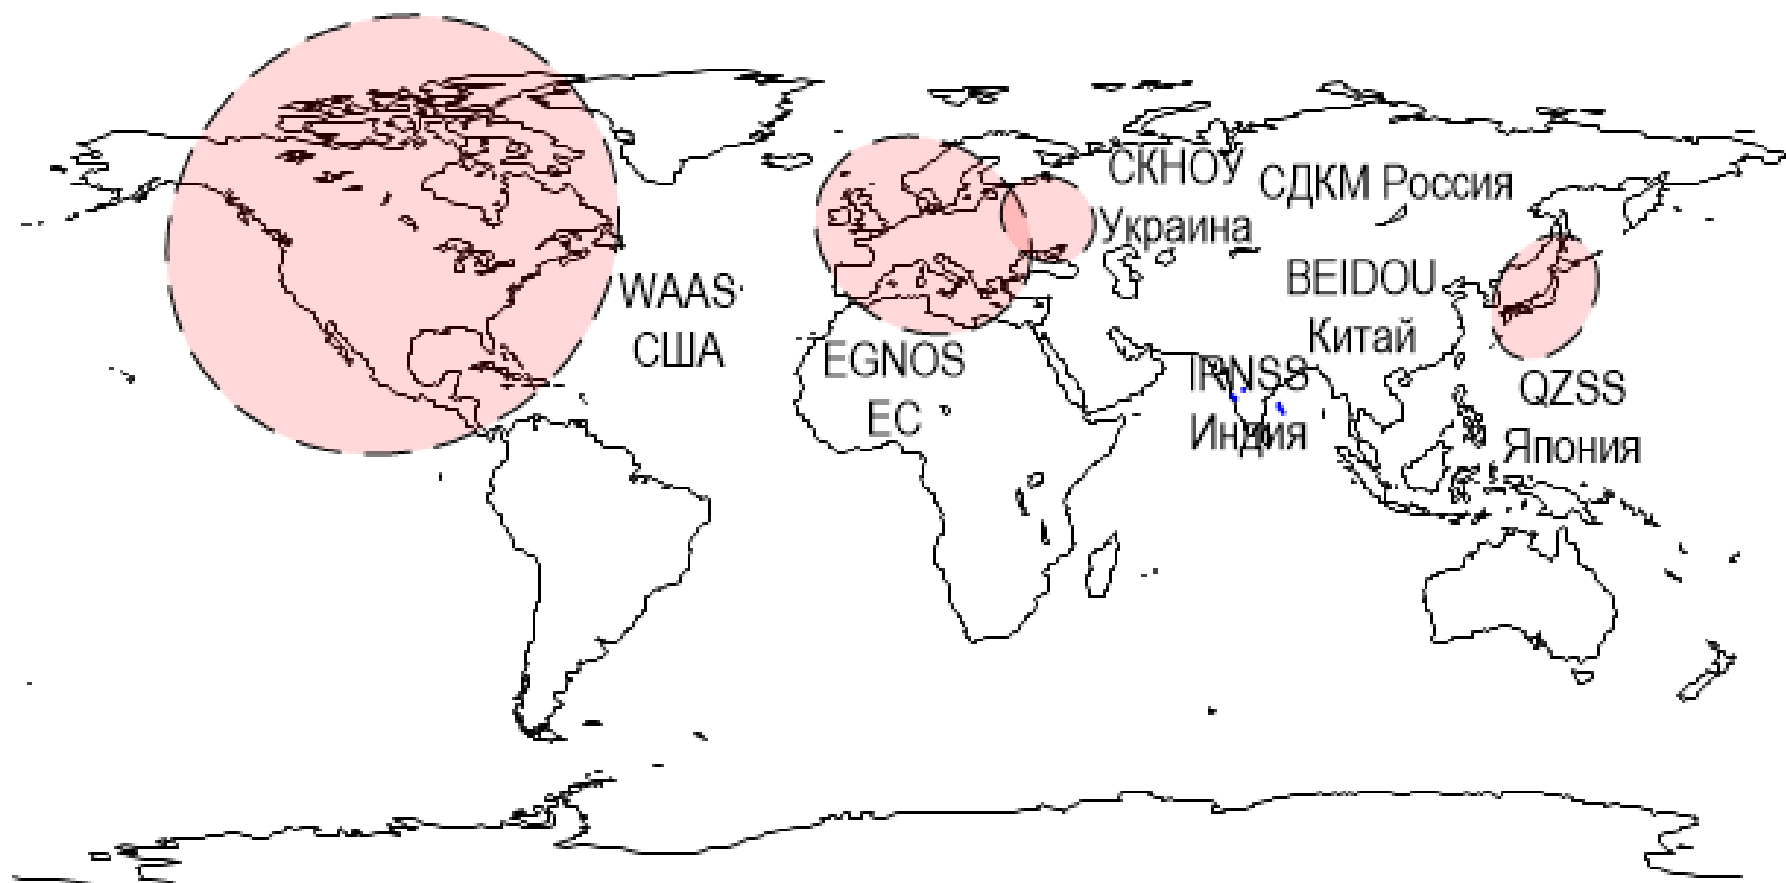 СКНОУ
Украина
СДКМ Россия
WAAS
США
EGNOS
ЕС
BEIDOU
Китай
IRNSS
Индия
QZSS
Япония